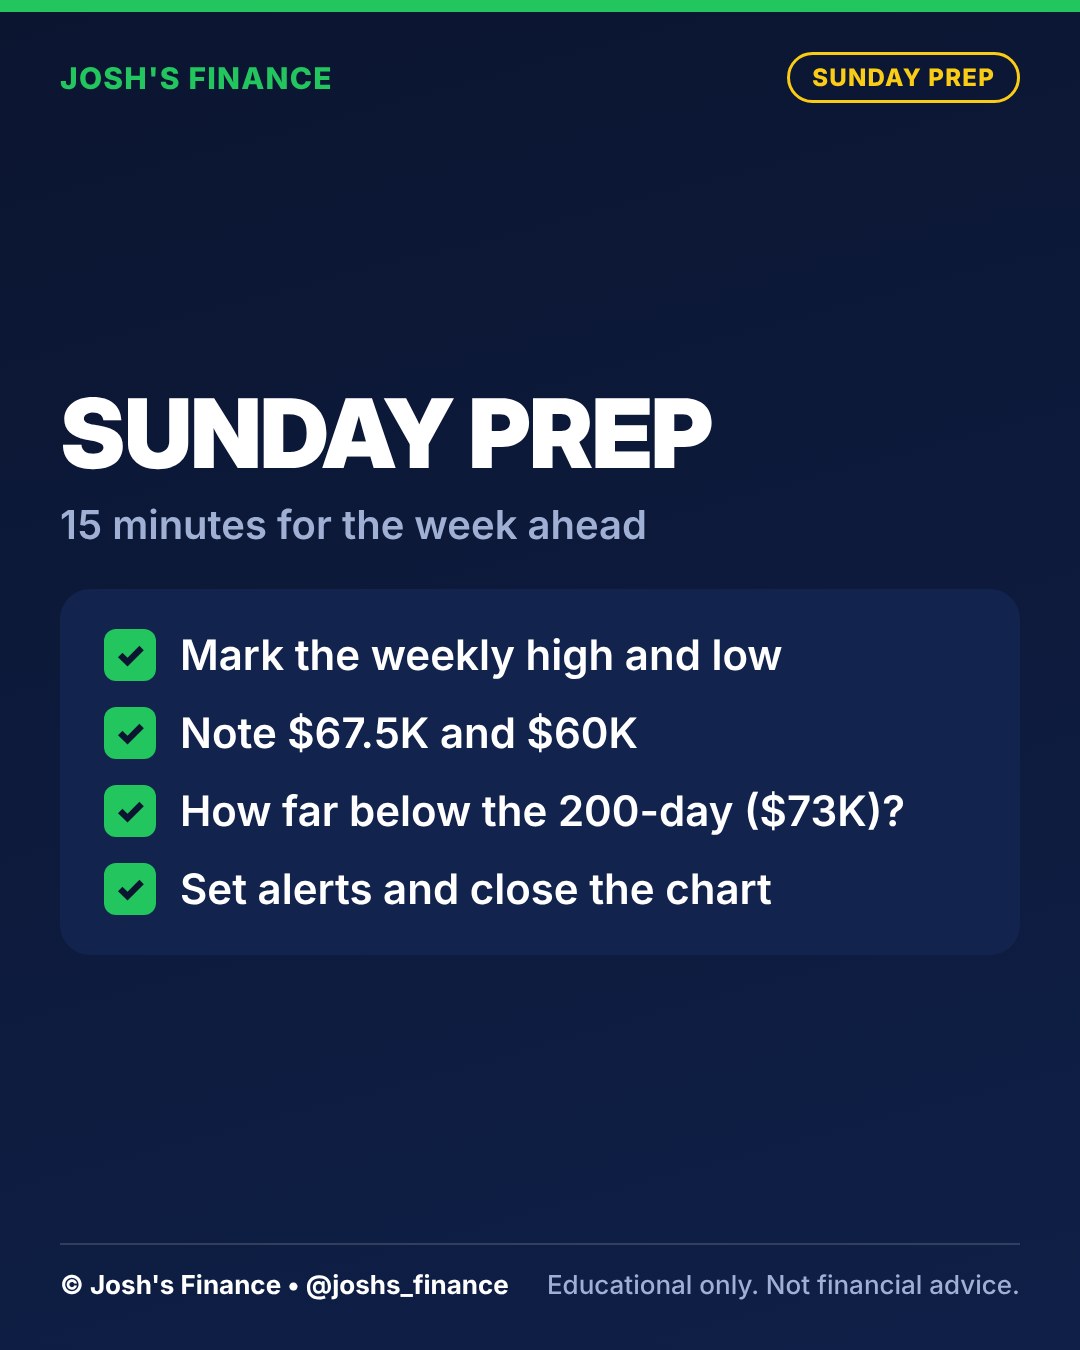 JOSH'S FINANCE
SUNDAY PREP
SUNDAY PREP
15 minutes for the week ahead
Mark the weekly high and low
Note $67.5K and $60K
How far below the 200-day ($73K)?
Set alerts and close the chart
© Josh's Finance • @joshs_finance
Educational only. Not financial advice.